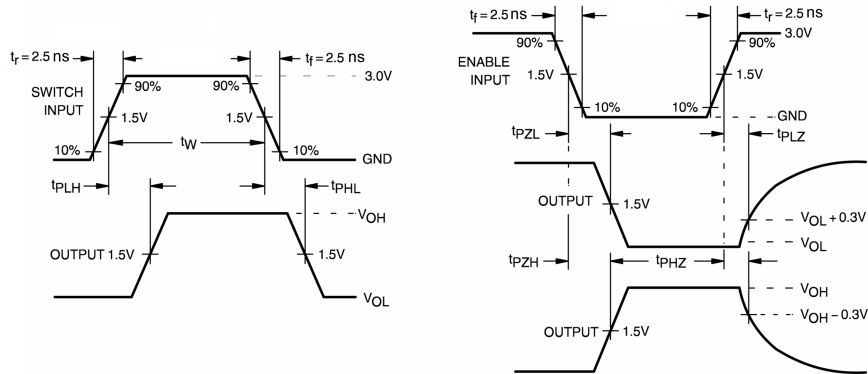 tr = 2.5 ns
tf = 2.5 ns
90%
90%
3.0V
SWITCH
INPUT
1.5V
1.5V
tW
10%
10%
GND
tPLH
tPHL
VOH
OUTPUT 1.5V
1.5V
VOL
tf = 2.5 ns
tr = 2.5 ns
90%
90%
3.0V
ENABLE
INPUT
1.5V
1.5V
10%
10%
GND
tPZL
tPLZ
OUTPUT
1.5V
VOL + 0.3V
VOL
tPZH
tPHZ
VOH
VOH − 0.3V
OUTPUT
1.5V